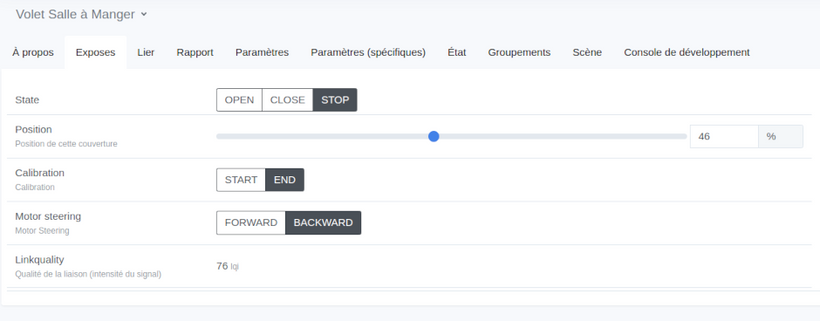 Volet Salle à Manger
À propos Exposes Lier Rapport Paramètres Paramètres (spécifiques) État Groupements Scène Console de développement
State OPEN CLOSE STOP
Position 46 %
Position de cette couverture
Calibration START END
Calibration
Motor steering FORWARD BACKWARD
Motor Steering
Linkquality 76 lqi
Qualité de la liaison (intensité du signal)